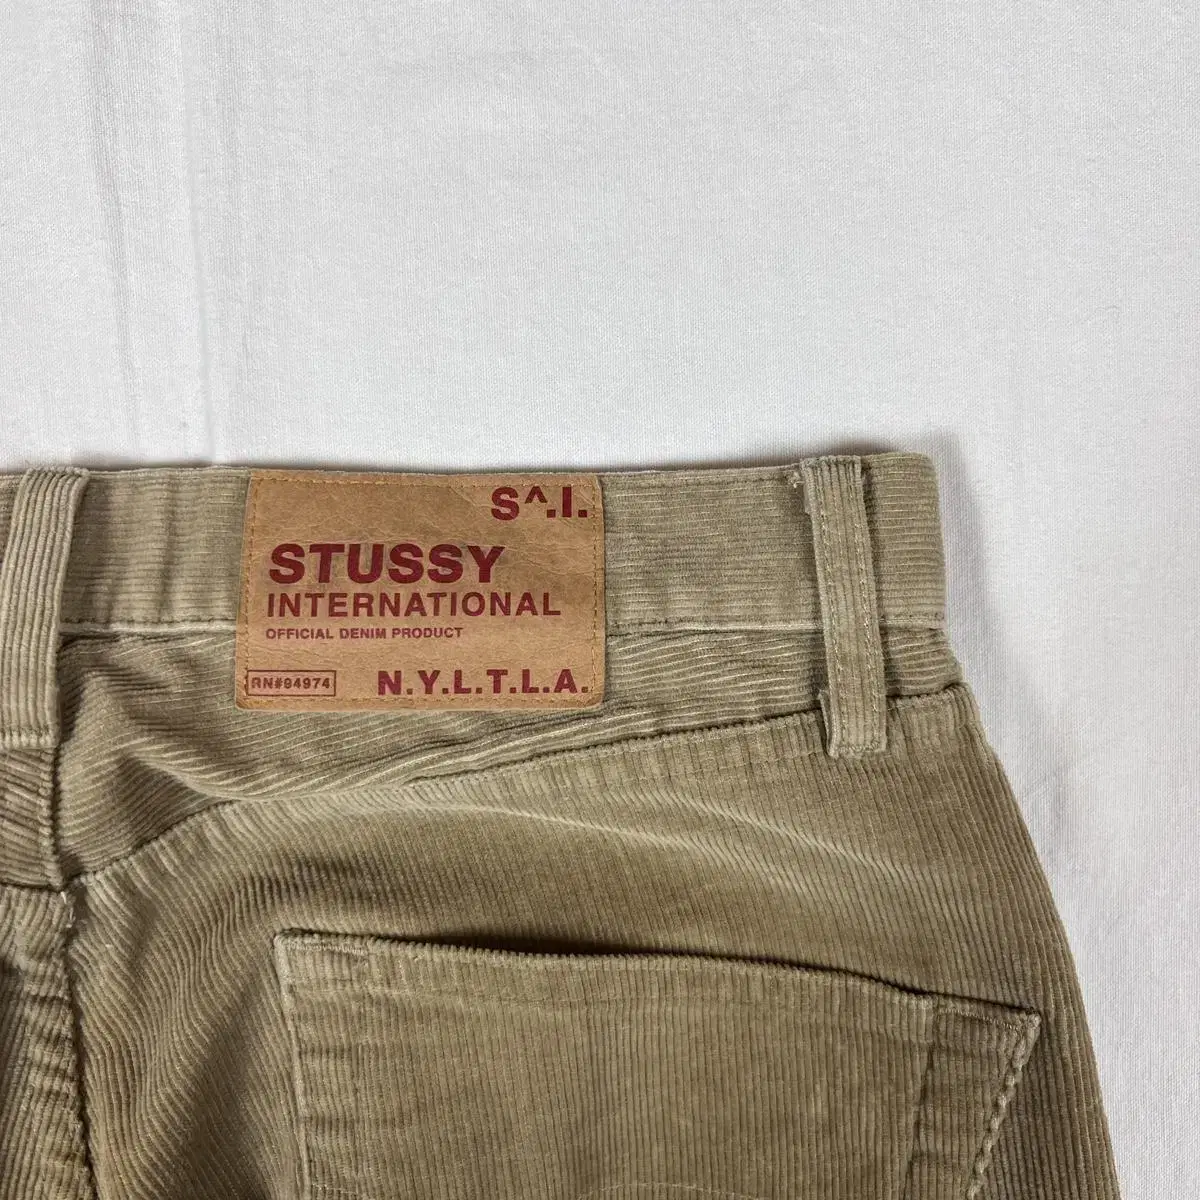 S^.I.
STUSSY
INTERNATIONAL
OFFICIAL DENIM PRODUCT
RN#94974
N.Y.L.T.L.A.